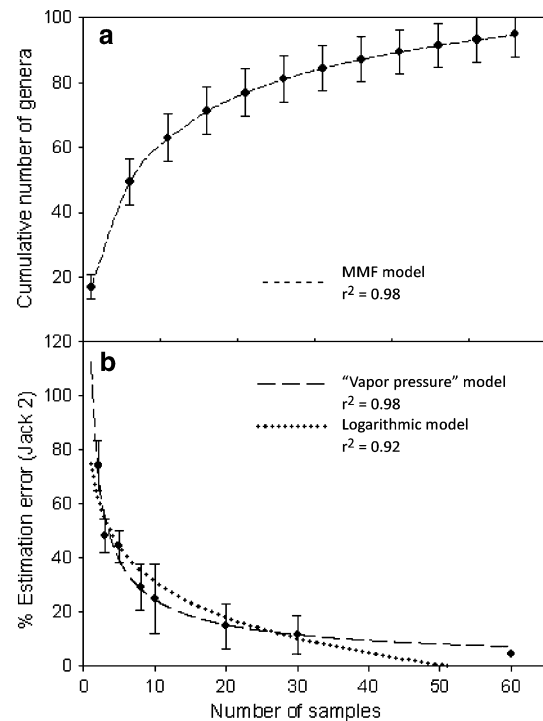 a
Cumulative number of genera
100
80
60
40
20
MMF model
r2 = 0.98
b
% Estimation error (Jack 2)
120
100
80
60
40
20
0
“Vapor pressure” model
r2 = 0.98
Logarithmic model
r2 = 0.92
0 10 20 30 40 50 60
Number of samples